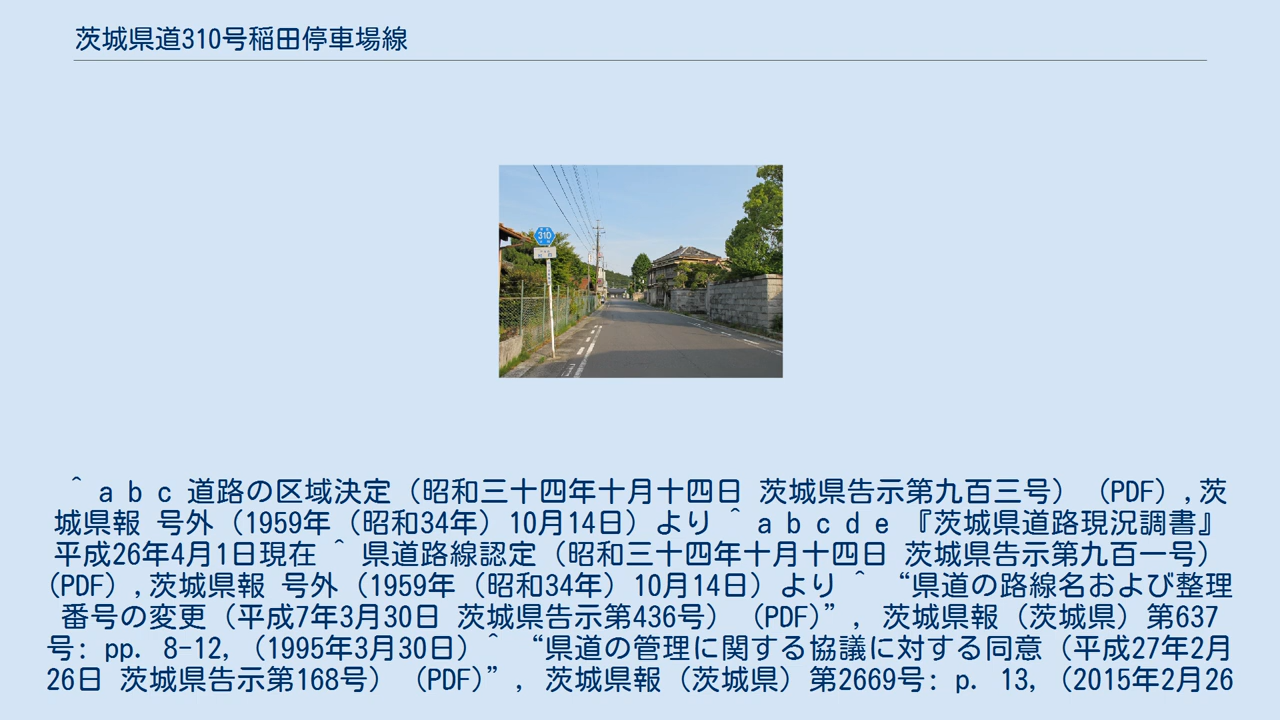 茨城県道310号稲田停車場線
310
^ a b c 道路の区域決定（昭和三十四年十月十四日 茨城県告示第九百三号）（PDF）,茨
城県報 号外（1959年（昭和34年）10月14日）より ^ a b c d e 『茨城県道路現況調書』
平成26年4月1日現在 ^ 県道路線認定（昭和三十四年十月十四日 茨城県告示第九百一号）
（PDF）,茨城県報 号外（1959年（昭和34年）10月14日）より ^ “県道の路線名および整理
番号の変更（平成7年3月30日 茨城県告示第436号）（PDF）”, 茨城県報（茨城県）第637
号: pp. 8-12,（1995年3月30日）^ “県道の管理に関する協議に対する同意（平成27年2月
26日 茨城県告示第168号）（PDF）”, 茨城県報（茨城県）第2669号: p. 13,（2015年2月26